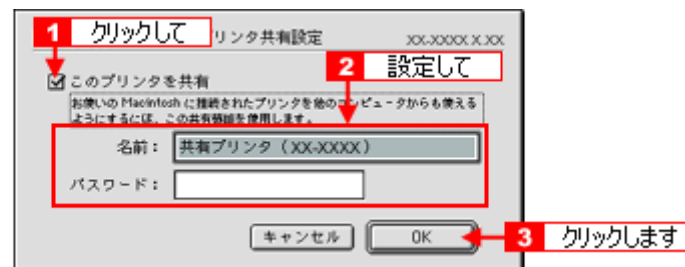 1 クリックして
リンタ共有設定 XX-XXXX X.XX
2 設定して
このプリンタを共有
お使いの Macintosh に接続されたプリンタを他のコンピュータからも使える
ようにするには、この共有機能を使用します。
名前： 共有プリンタ（XX-XXXX）
パスワード：
キャンセル OK 3 クリックします